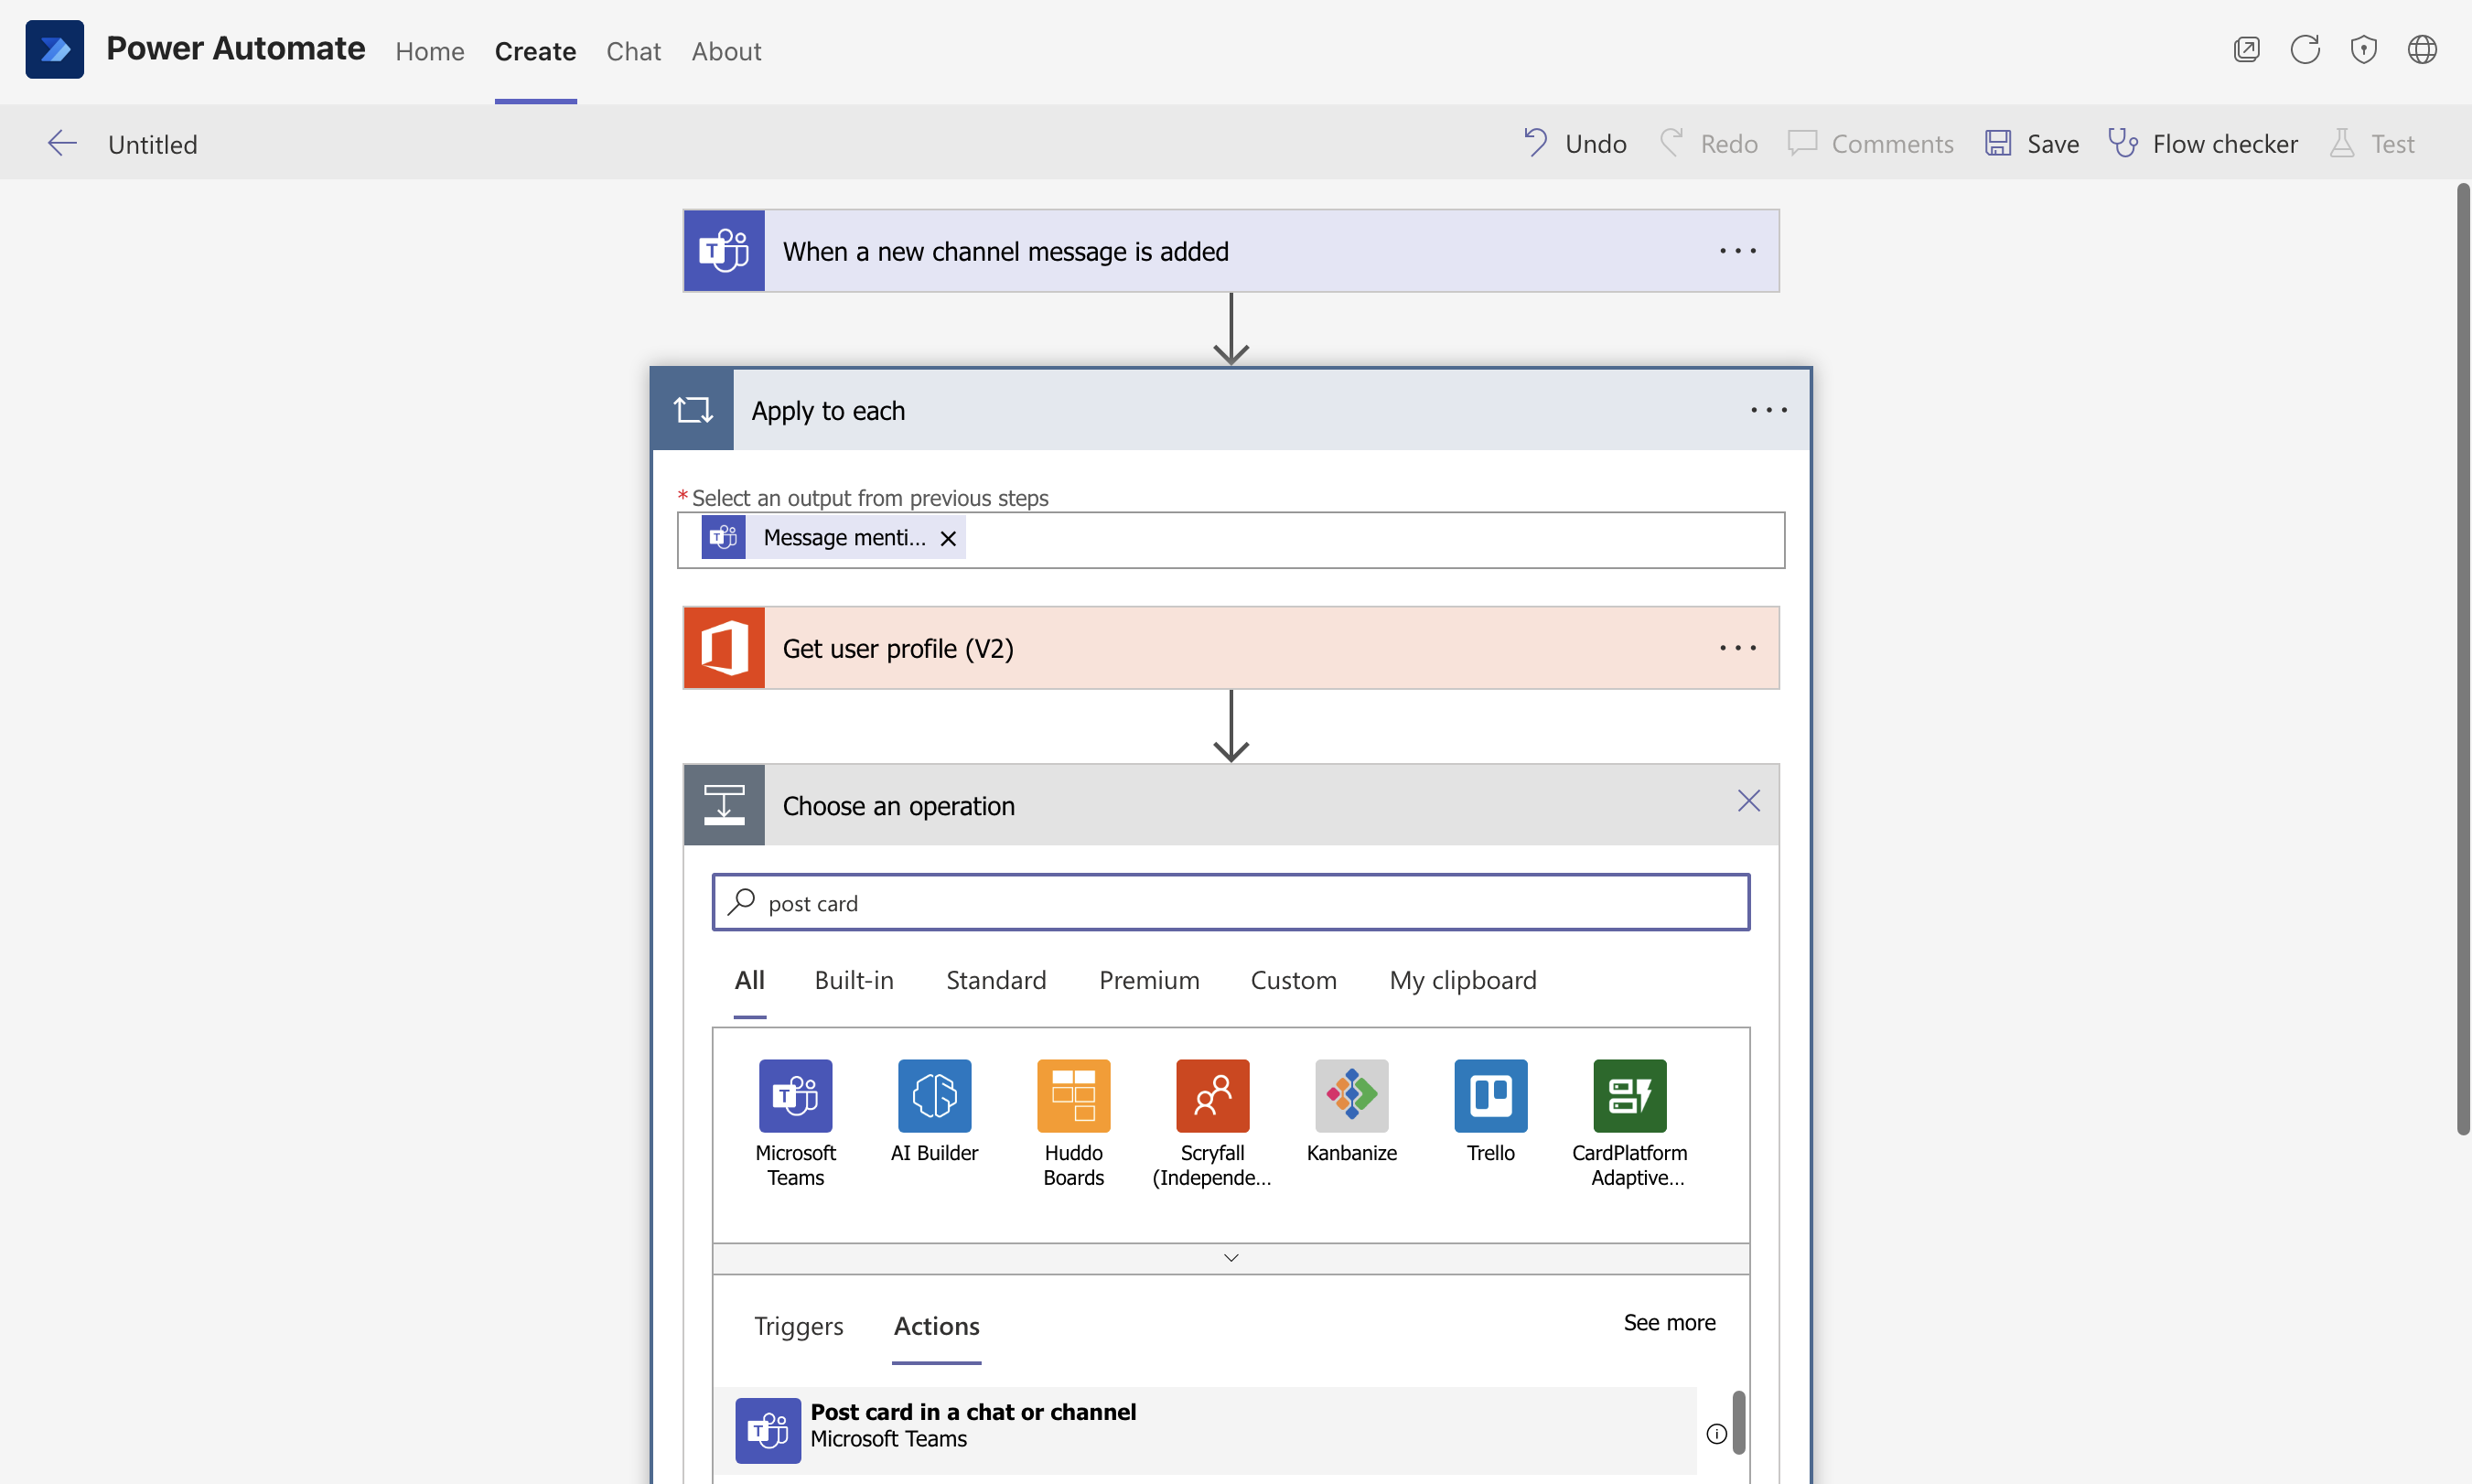 Power Automate Home Create Chat About
Untitled Undo Redo Comments Save Flow checker Test
When a new channel message is added
Apply to each
* Select an output from previous steps
Message menti...
Get user profile (V2)
Choose an operation
post card
All Built-in Standard Premium Custom My clipboard
Microsoft Teams
AI Builder
Huddo Boards
Scryfall (Independe...
Kanbanize
Trello
CardPlatform Adaptive...
Triggers Actions See more
Post card in a chat or channel
Microsoft Teams